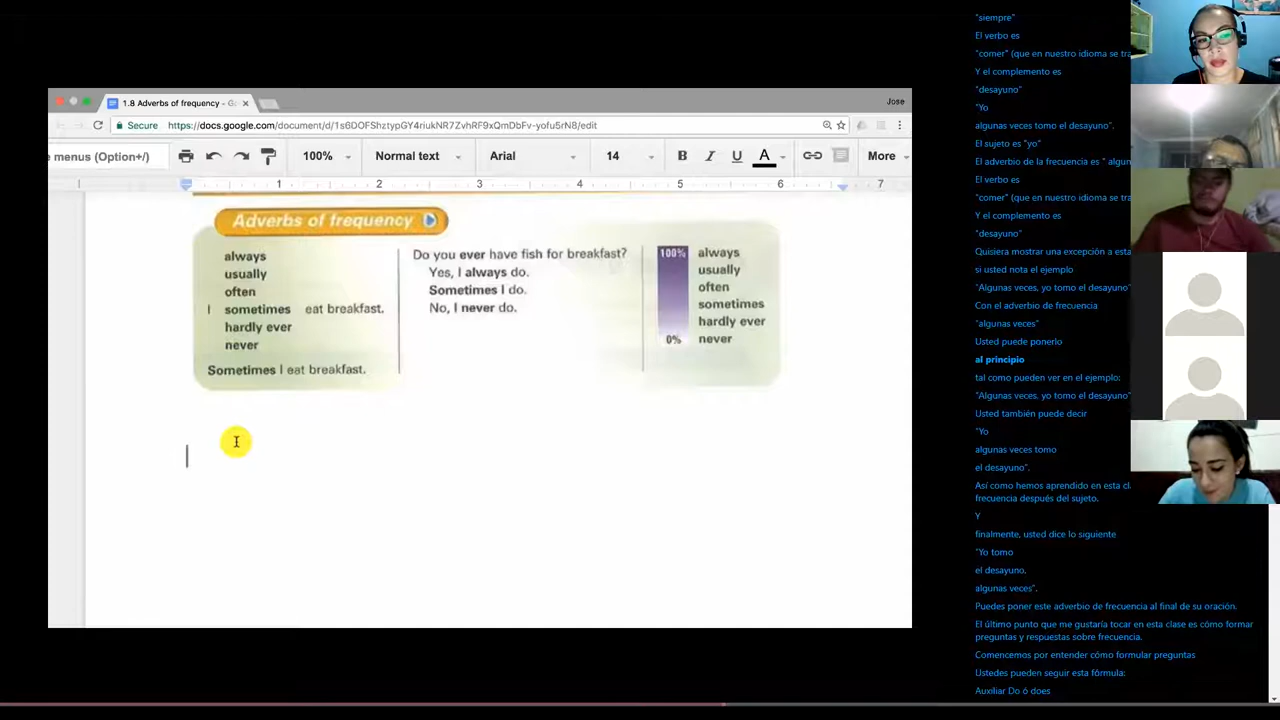 1.8 Adverbs of frequency - G
Jose
Secure https://docs.google.com/document/d/1s6DOFShztypGY4riukNR7ZvhRF9xQmDbFv-yofu5rN8/edit
le menus (Option+/) 100% Normal text Arial 14 B I U A More
1 2 3 4 5 6 7
Adverbs of frequency
always
usually
often
I sometimes eat breakfast.
hardly ever
never
Sometimes I eat breakfast.
Do you ever have fish for breakfast?
Yes, I always do.
Sometimes I do.
No, I never do.
100% always
usually
often
sometimes
hardly ever
0% never
"siempre"
El verbo es
"comer" (que en nuestro idioma se tra
Y el complemento es
"desayuno"
"Yo
algunas veces tomo el desayuno".
El sujeto es "yo"
El adverbio de la frecuencia es " algun
El verbo es
"comer" (que en nuestro idioma se tra
Y el complemento es
"desayuno"
Quisiera mostrar una excepción a esta
si usted nota el ejemplo
"Algunas veces, yo tomo el desayuno"
Con el adverbio de frecuencia
"algunas veces"
Usted puede ponerlo
al principio
tal como pueden ver en el ejemplo:
"Algunas veces, yo tomo el desayuno"
Usted también puede decir
"Yo
algunas veces tomo
el desayuno".
Así como hemos aprendido en esta cl
frecuencia después del sujeto.
Y
finalmente, usted dice lo siguiente
"Yo tomo
el desayuno,
algunas veces".
Puedes poner este adverbio de frecuencia al final de su oración.
El último punto que me gustaría tocar en esta clase es cómo formar
preguntas y respuestas sobre frecuencia.
Comencemos por entender cómo formular preguntas
Ustedes pueden seguir esta fórmula:
Auxiliar Do ó does